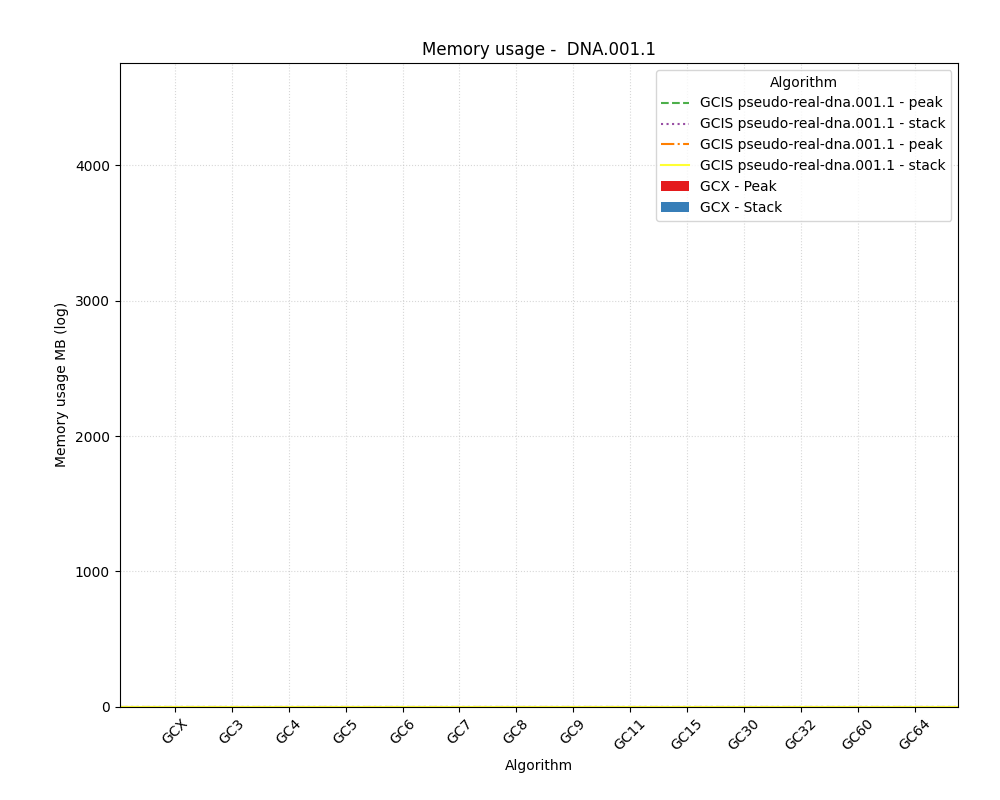 Memory usage -  DNA.001.1
Algorithm
GCIS pseudo-real-dna.001.1 - peak
GCIS pseudo-real-dna.001.1 - stack
GCIS pseudo-real-dna.001.1 - peak
GCIS pseudo-real-dna.001.1 - stack
GCX - Peak
GCX - Stack
Memory usage MB (log)
4000
3000
2000
1000
0
GCX
GC3
GC4
GC5
GC6
GC7
GC8
GC9
GC11
GC15
GC30
GC32
GC60
GC64
Algorithm